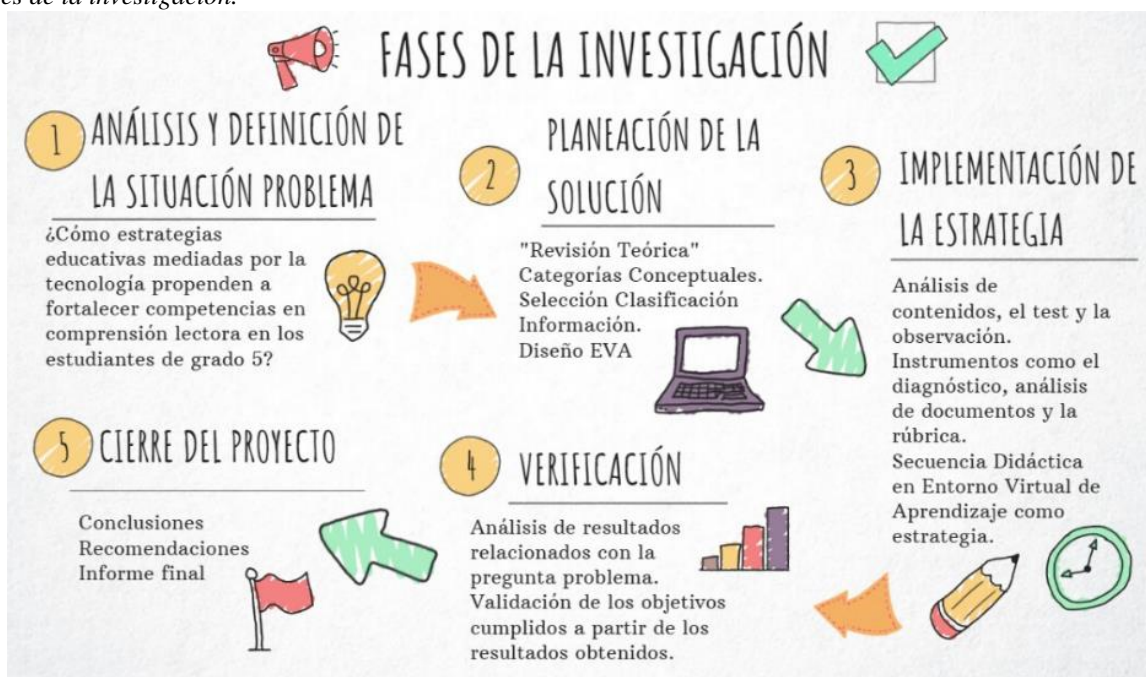 es de la investigación.
FASES DE LA INVESTIGACIÓN
1
ANÁLISIS Y DEFINICIÓN DE
LA SITUACIÓN PROBLEMA
¿Cómo estrategias
educativas mediadas por la
tecnología propenden a
fortalecer competencias en
comprensión lectora en los
estudiantes de grado 5?
2
PLANEACIÓN DE LA
SOLUCIÓN
"Revisión Teórica"
Categorías Conceptuales.
Selección Clasificación
Información.
Diseño EVA
3
IMPLEMENTACIÓN DE
LA ESTRATEGIA
Análisis de
contenidos, el test y la
observación.
Instrumentos como el
diagnóstico, análisis
de documentos y la
rúbrica.
Secuencia Didáctica
en Entorno Virtual de
Aprendizaje como
estrategia.
4
VERIFICACIÓN
Análisis de resultados
relacionados con la
pregunta problema.
Validación de los objetivos
cumplidos a partir de los
resultados obtenidos.
5
CIERRE DEL PROYECTO
Conclusiones
Recomendaciones
Informe final